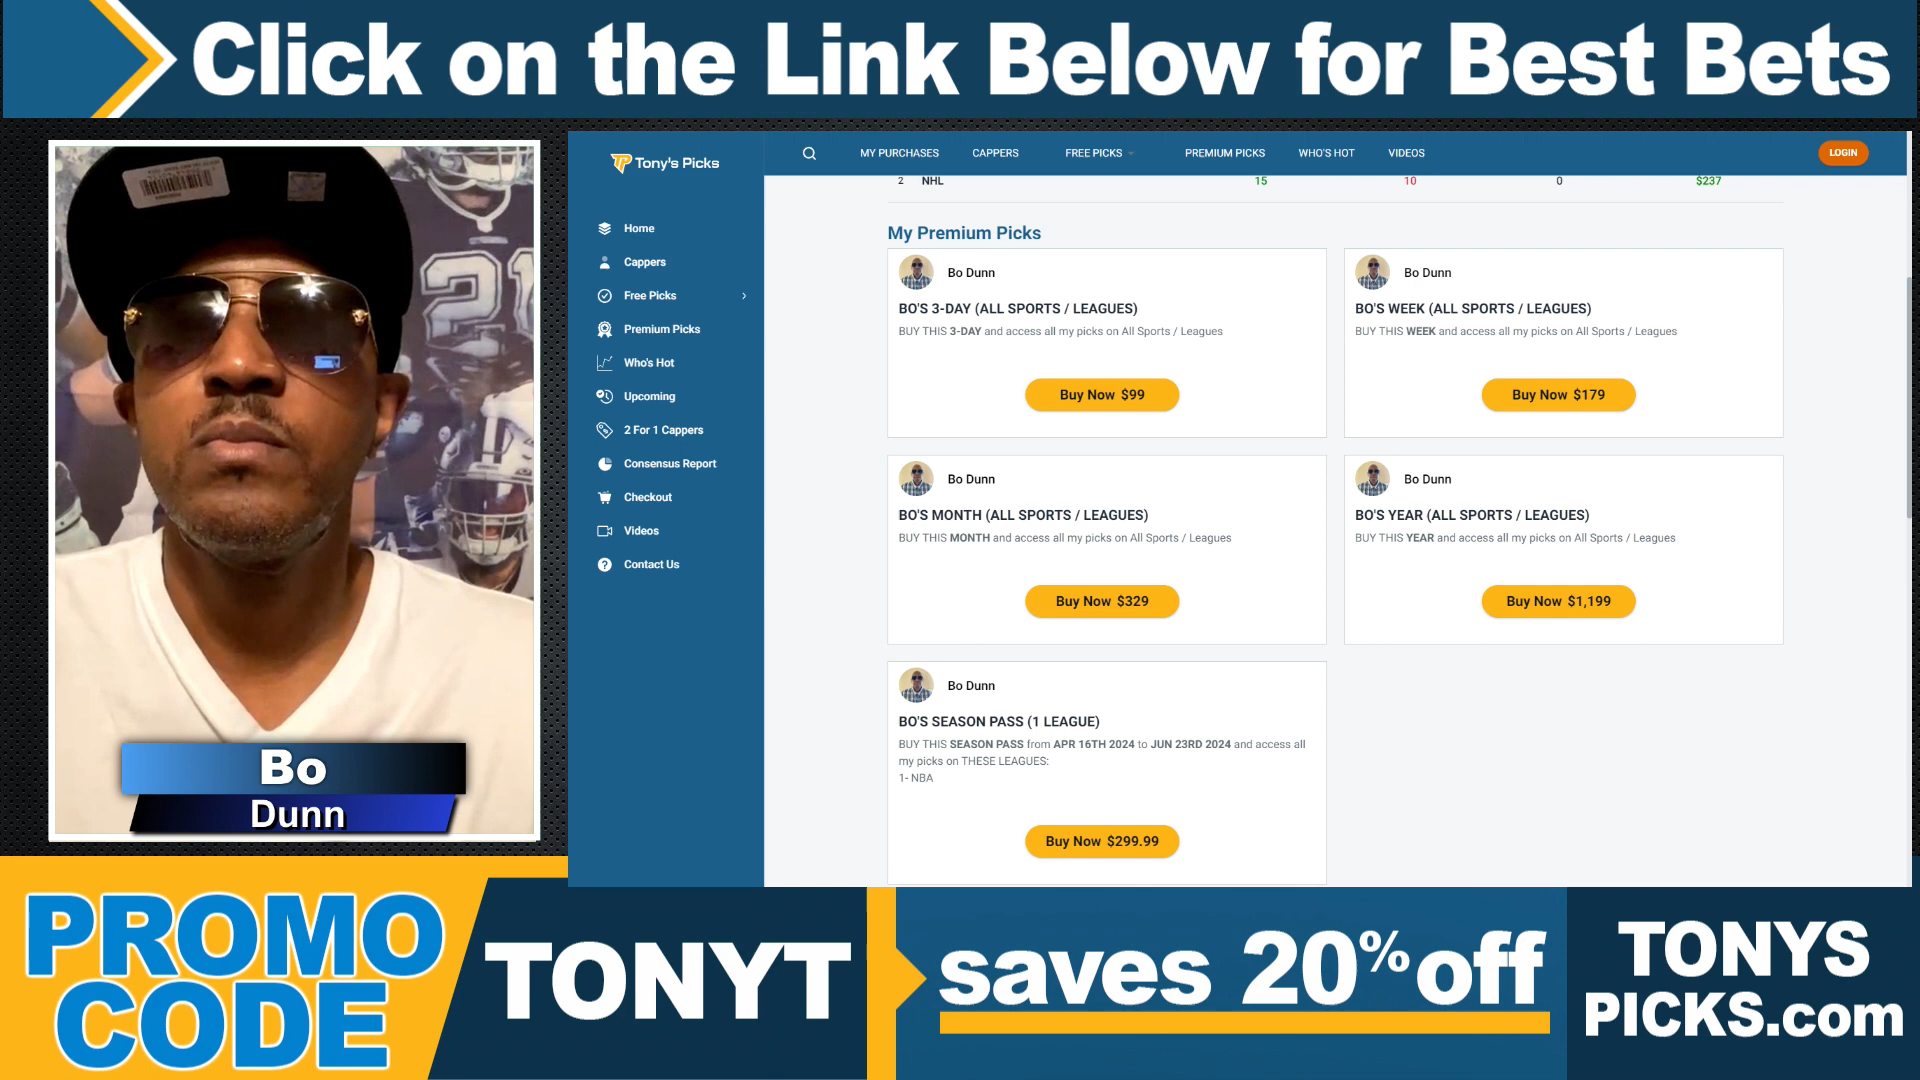 Click on the Link Below for Best Bets
Tony's Picks
MY PURCHASES
CAPPERS
FREE PICKS
PREMIUM PICKS
WHO'S HOT
VIDEOS
LOGIN
2 NHL 15 10 0 $237
Home
Cappers
Free Picks
Premium Picks
Who's Hot
Upcoming
2 For 1 Cappers
Consensus Report
Checkout
Videos
Contact Us
My Premium Picks
Bo Dunn
BO'S 3-DAY (ALL SPORTS / LEAGUES)
BUY THIS 3-DAY and access all my picks on All Sports / Leagues
Buy Now $99
Bo Dunn
BO'S WEEK (ALL SPORTS / LEAGUES)
BUY THIS WEEK and access all my picks on All Sports / Leagues
Buy Now $179
Bo Dunn
BO'S MONTH (ALL SPORTS / LEAGUES)
BUY THIS MONTH and access all my picks on All Sports / Leagues
Buy Now $329
Bo Dunn
BO'S YEAR (ALL SPORTS / LEAGUES)
BUY THIS YEAR and access all my picks on All Sports / Leagues
Buy Now $1,199
Bo Dunn
BO'S SEASON PASS (1 LEAGUE)
BUY THIS SEASON PASS from APR 16TH 2024 to JUN 23RD 2024 and access all
my picks on THESE LEAGUES:
1- NBA
Buy Now $299.99
21
Bo
Dunn
PROMO
CODE
TONYT
saves 20% off
TONYS
PICKS.com